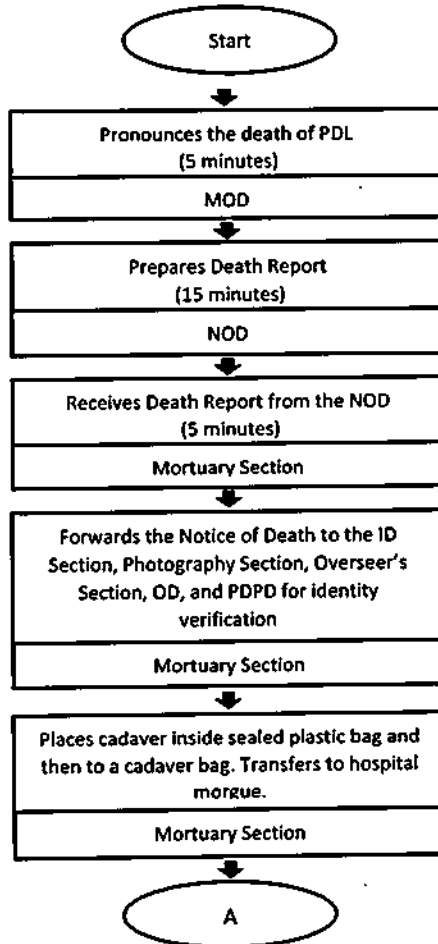 Start
Pronounces the death of PDL
(5 minutes)
MOD
Prepares Death Report
(15 minutes)
NOD
Receives Death Report from the NOD
(5 minutes)
Mortuary Section
Forwards the Notice of Death to the ID
Section, Photography Section, Overseer's
Section, OD, and PDPD for identity
verification
Mortuary Section
Places cadaver inside sealed plastic bag and
then to a cadaver bag. Transfers to hospital
morgue.
Mortuary Section
A